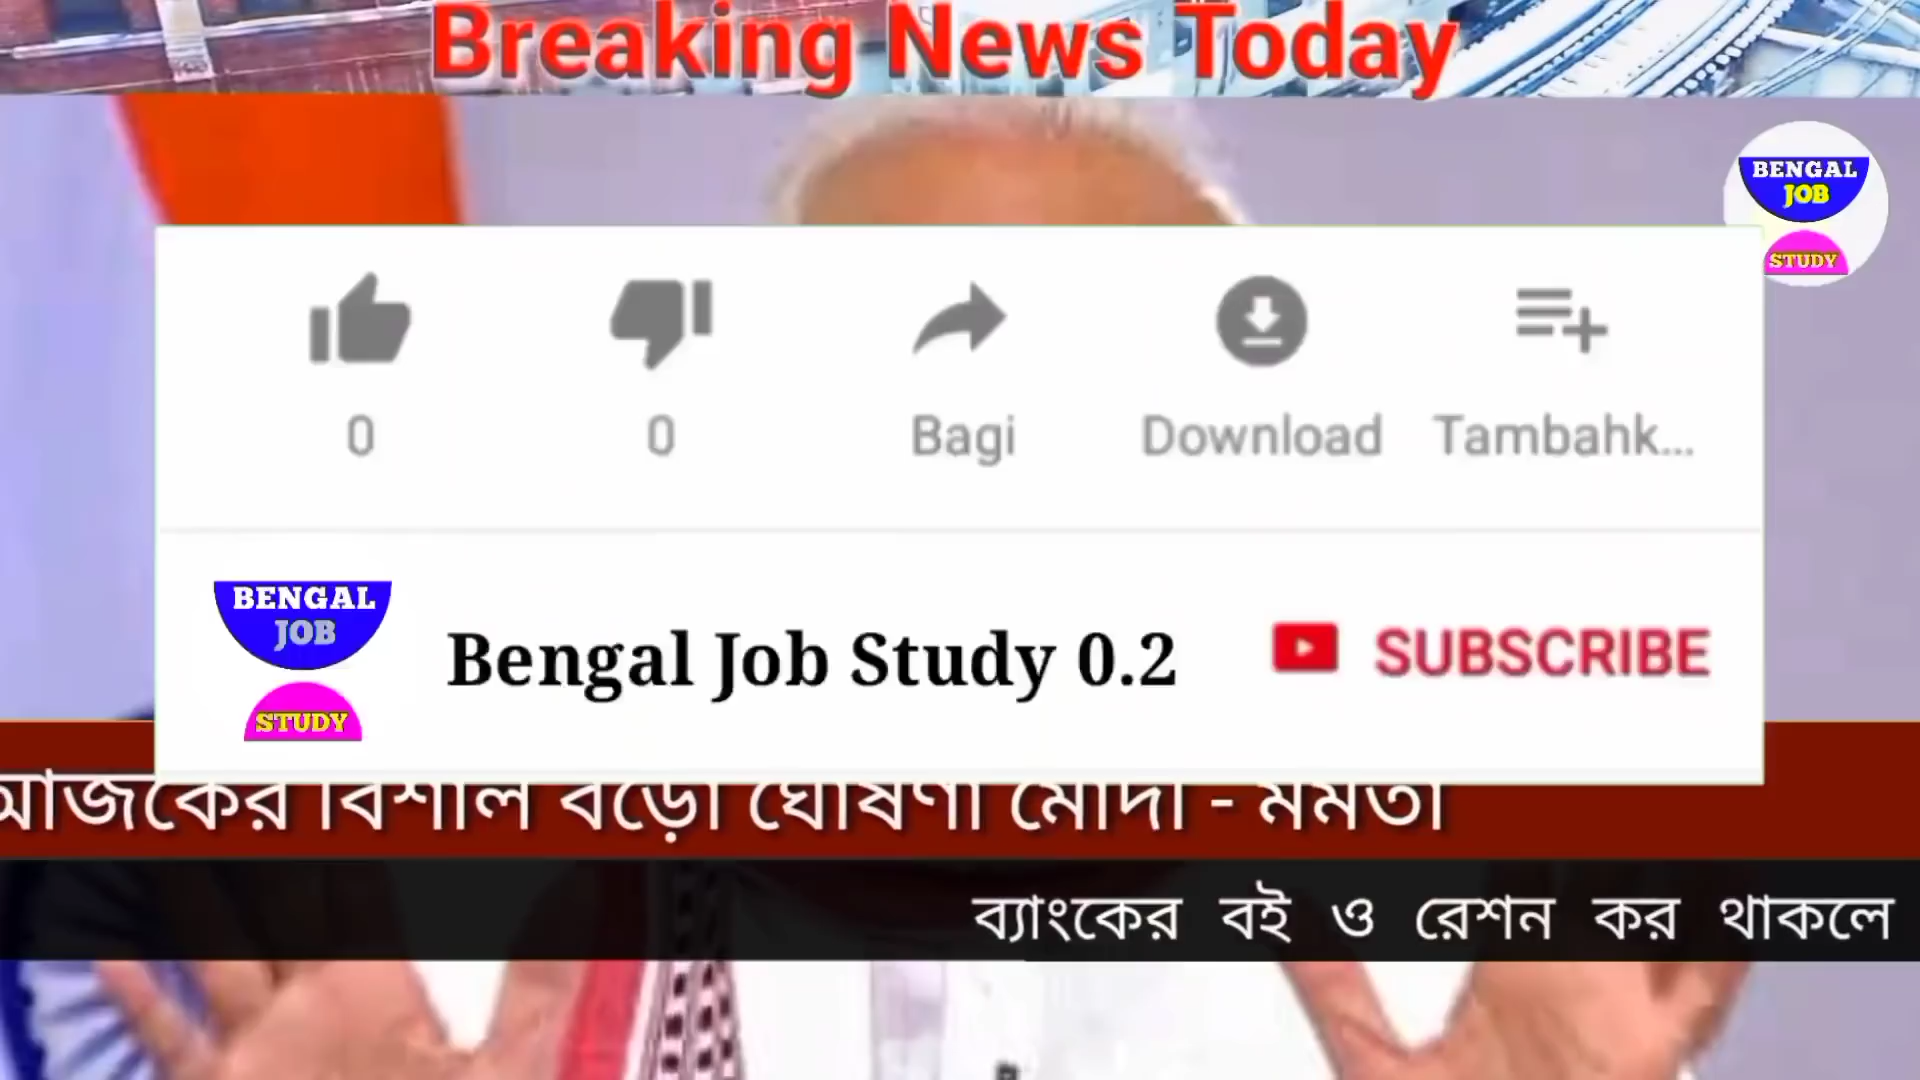 Breaking News Today
BENGAL
JOB
STUDY
0
0
Bagi
Download
Tambahk...
BENGAL
JOB
STUDY
Bengal Job Study 0.2
SUBSCRIBE
আজকের বিশাল বড়ো ঘোষণা মোদী - মমতা
ব্যাংকের বই ও রেশন কর থাকলে